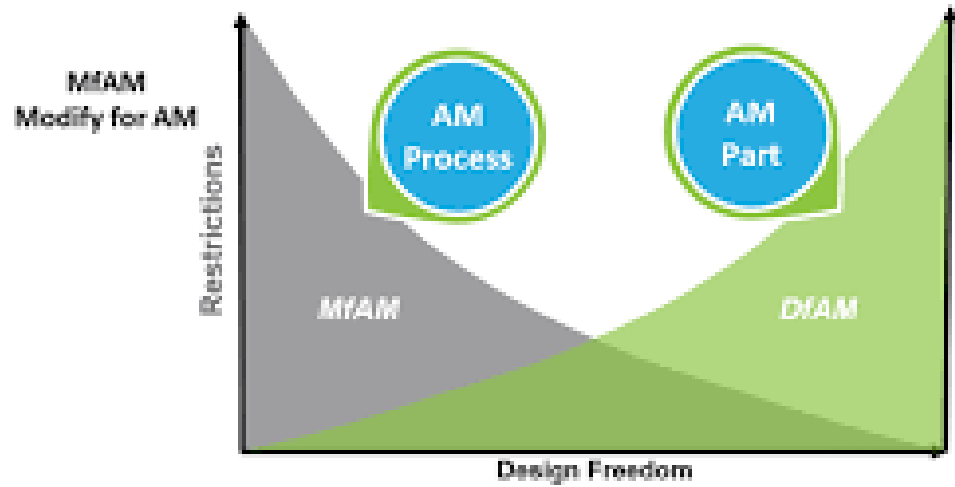 MfAM
Modify for AM
Restrictions
AM
Process
AM
Part
MfAM
DfAM
Design Freedom